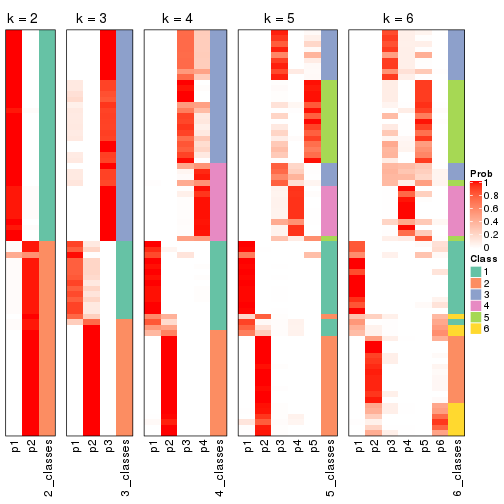 k = 2
k = 3
k = 4
k = 5
k = 6
Prob
1
0.8
0.6
0.4
0.2
0
Class
1
2
3
4
5
6
p1
p2
2_classes
p1
p2
p3
3_classes
p1
p2
p3
p4
4_classes
p1
p2
p3
p4
p5
5_classes
p1
p2
p3
p4
p5
p6
6_classes